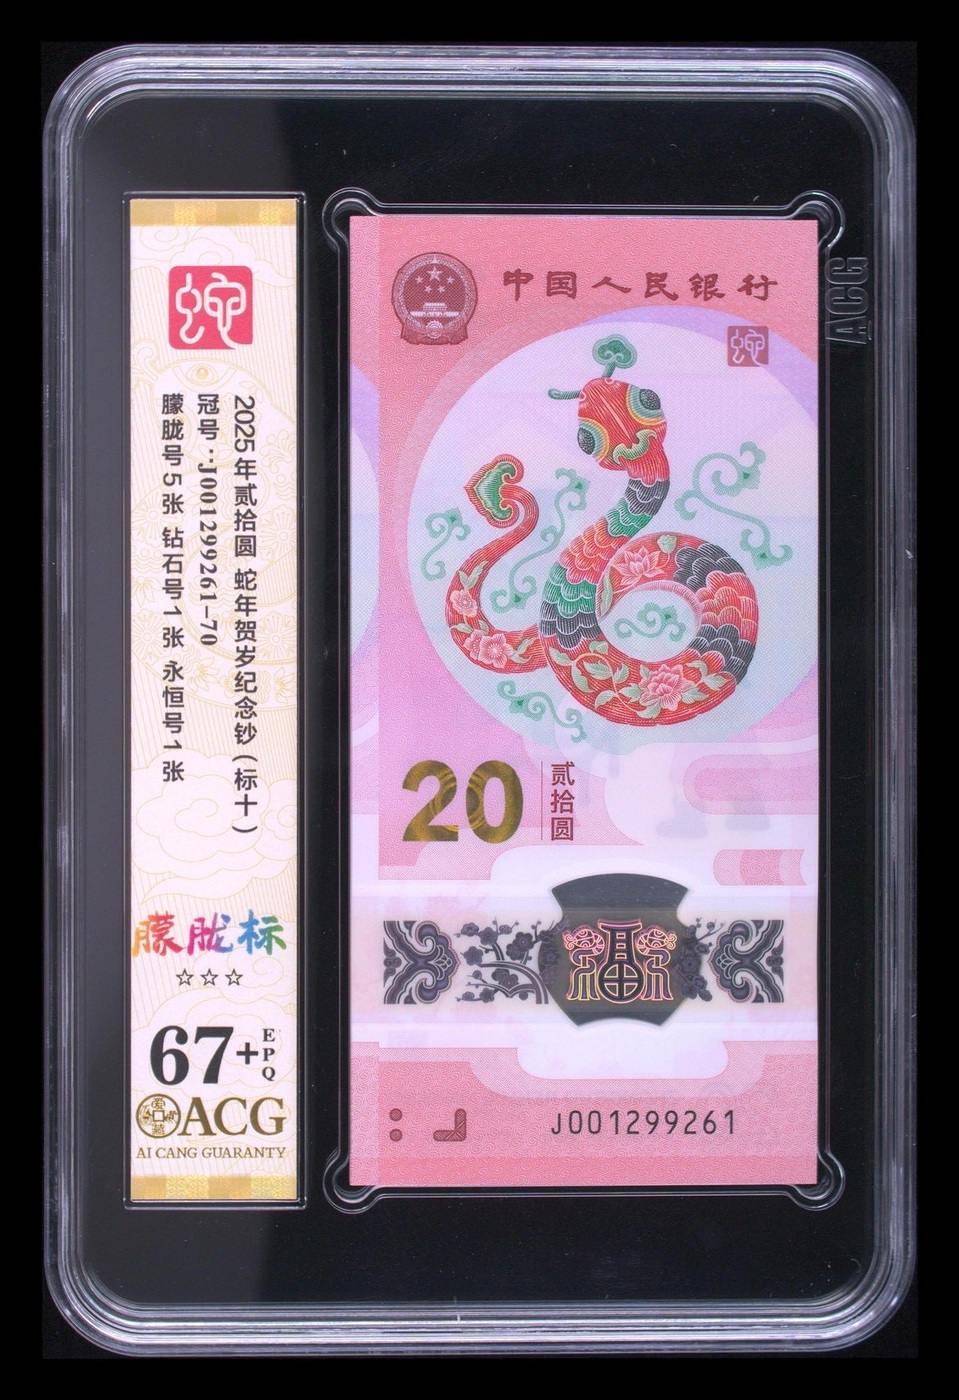 蛇
2025年贰拾圆 蛇年贺岁纪念钞(标十)
冠号:J001299261-70
朦胧号5张 钻石号1张 永恒号1张
朦胧标
☆☆☆
67+EPQ
ACG
AI CANG GUARANTY
中国人民银行
蛇
20
贰拾圆
福
J001299261
ACG